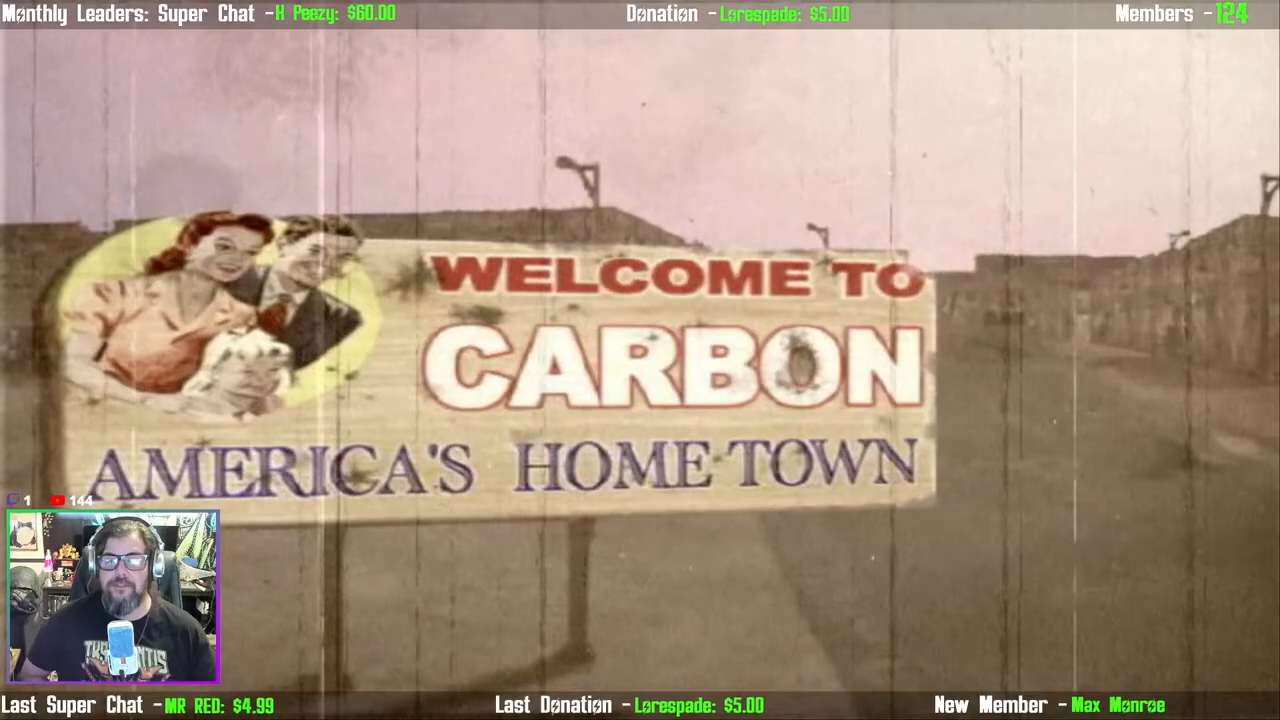 Monthly Leaders: Super Chat - H Peezy: $60.00 Donation - Lorespade: $5.00 Members - 124
WELCOME TO
CARBON
AMERICA'S HOME TOWN
1 144
Last Super Chat - MR RED: $4.99 Last Donation - Lorespade: $5.00 New Member - Max Monroe